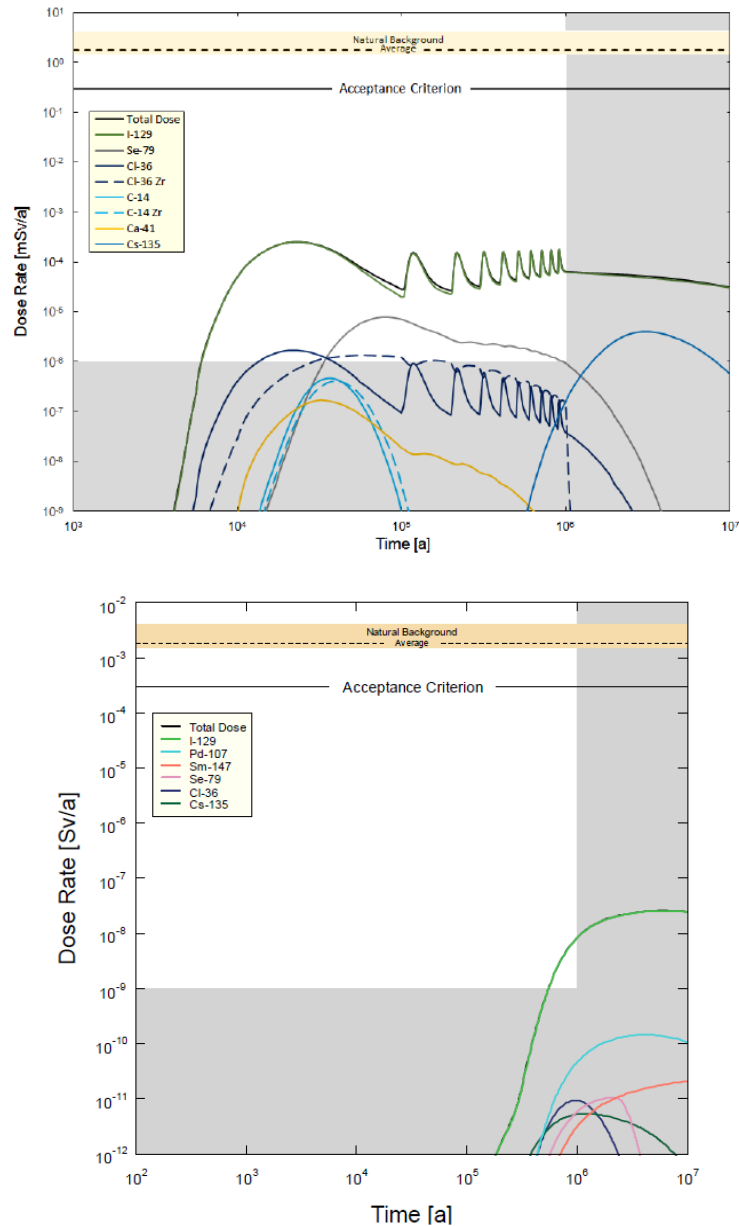 10¹
10⁰
10⁻¹
10⁻²
10⁻³
10⁻⁴
10⁻⁵
10⁻⁶
10⁻⁷
10⁻⁸
10⁻⁹
Dose Rate [mSv/a]
Natural Background
Average
Acceptance Criterion
Total Dose
I-129
Se-79
Cl-36
Cl-36 Zr
C-14
C-14 Zr
Ca-41
Cs-135
10³ 10⁴ 10⁵ 10⁶ 10⁷
Time [a]
10⁻²
10⁻³
10⁻⁴
10⁻⁵
10⁻⁶
10⁻⁷
10⁻⁸
10⁻⁹
10⁻¹⁰
10⁻¹¹
10⁻¹²
Dose Rate [Sv/a]
Natural Background
Average
Acceptance Criterion
Total Dose
I-129
Pd-107
Sm-147
Se-79
Cl-36
Cs-135
10² 10³ 10⁴ 10⁵ 10⁶ 10⁷
Time [a]